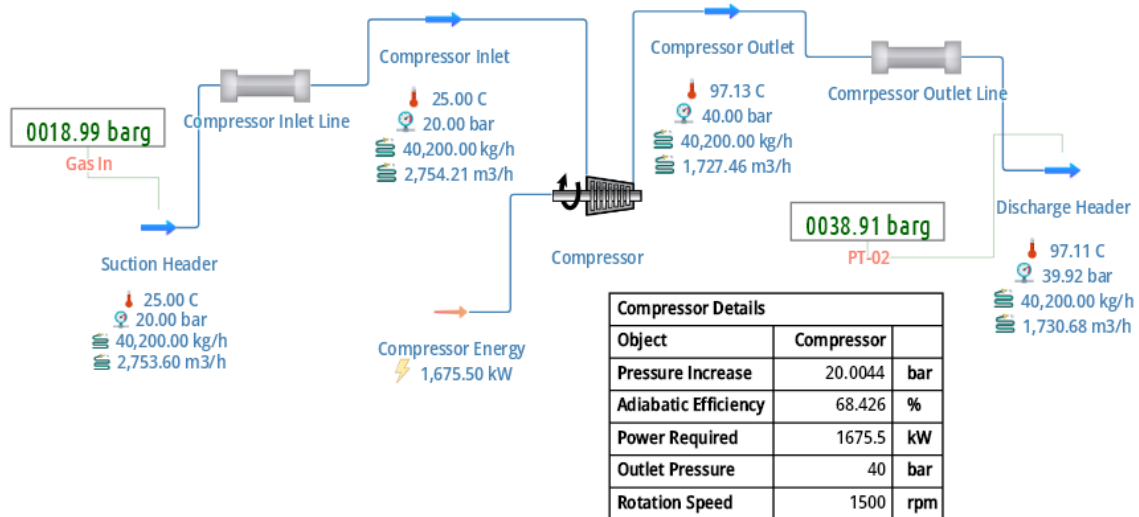 0018.99 barg
Gas In
Suction Header
25.00 C
20.00 bar
40,200.00 kg/h
2,753.60 m3/h
Compressor Inlet Line
Compressor Inlet
25.00 C
20.00 bar
40,200.00 kg/h
2,754.21 m3/h
Compressor Energy
1,675.50 kW
Compressor
Compressor Outlet
97.13 C
40.00 bar
40,200.00 kg/h
1,727.46 m3/h
Comrpessor Outlet Line
0038.91 barg
PT-02
Discharge Header
97.11 C
39.92 bar
40,200.00 kg/h
1,730.68 m3/h
Compressor Details
Object Compressor
Pressure Increase 20.0044 bar
Adiabatic Efficiency 68.426 %
Power Required 1675.5 kW
Outlet Pressure 40 bar
Rotation Speed 1500 rpm